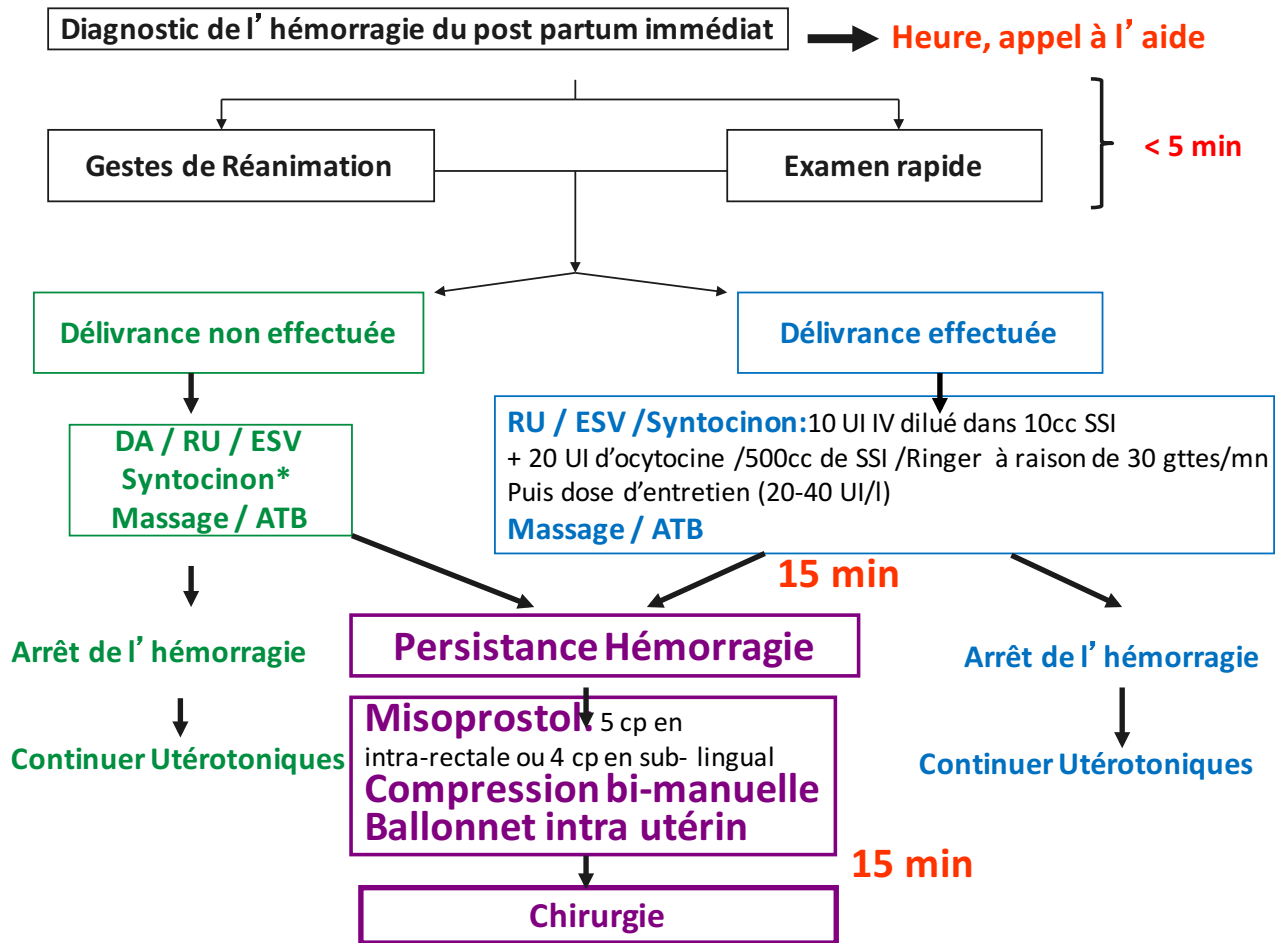 Diagnostic de l’ hémorragie du post partum immédiat
Heure, appel à l’ aide
Gestes de Réanimation
Examen rapide
< 5 min
Délivrance non effectuée
Délivrance effectuée
DA / RU / ESV
Syntocinon*
Massage / ATB
RU / ESV /Syntocinon: 10 UI IV dilué dans 10cc SSI
+ 20 UI d’ocytocine /500cc de SSI /Ringer à raison de 30 gttes/mn
Puis dose d’entretien (20-40 UI/l)
Massage / ATB
15 min
Arrêt de l’ hémorragie
Persistance Hémorragie
Arrêt de l’ hémorragie
Continuer Utérotoniques
Misoprostol: 5 cp en
intra-rectale ou 4 cp en sub- lingual
Compression bi-manuelle
Ballonnet intra utérin
Continuer Utérotoniques
15 min
Chirurgie